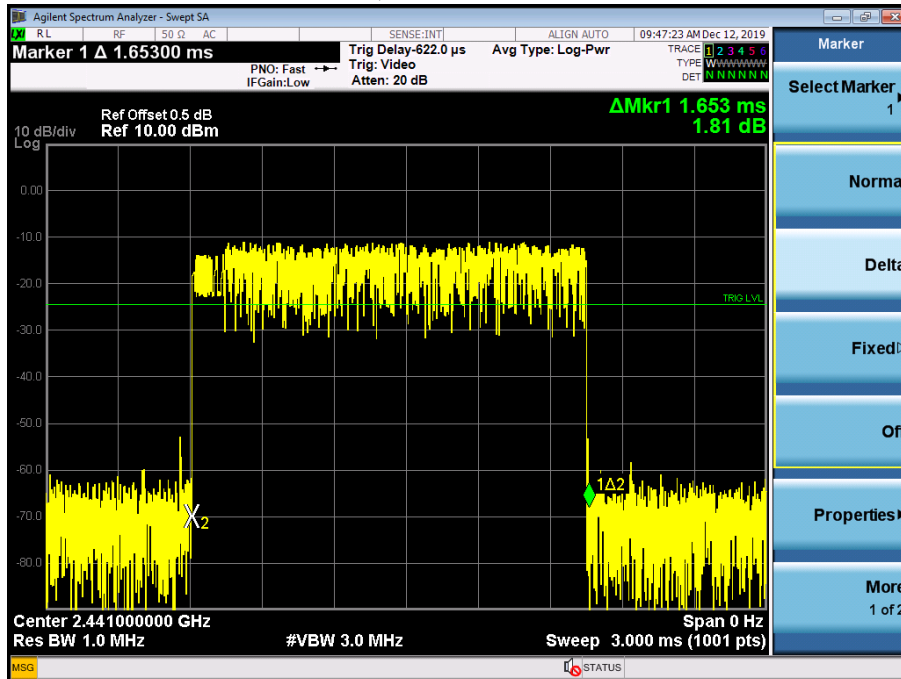 Agilent Spectrum Analyzer - Swept SA
LXI RL RF 50 Ω AC SENSE:INT ALIGN AUTO 09:47:23 AM Dec 12, 2019
Marker 1 Δ 1.65300 ms
PNO: Fast
IFGain:Low
Trig Delay-622.0 µs
Trig: Video
Atten: 20 dB
Avg Type: Log-Pwr
TRACE 1 2 3 4 5 6
TYPE WWWWWW
DET N N N N N N
Ref Offset 0.5 dB
10 dB/div Ref 10.00 dBm
Log
ΔMkr1 1.653 ms
1.81 dB
0.00
-10.0
-20.0
TRIG LVL
-30.0
-40.0
-50.0
-60.0
1Δ2
-70.0
X2
-80.0
Center 2.441000000 GHz Span 0 Hz
Res BW 1.0 MHz #VBW 3.0 MHz Sweep 3.000 ms (1001 pts)
MSG STATUS
Marker
Select Marker
1
Norma
Delta
Fixed
Of
Properties
More
1 of 2